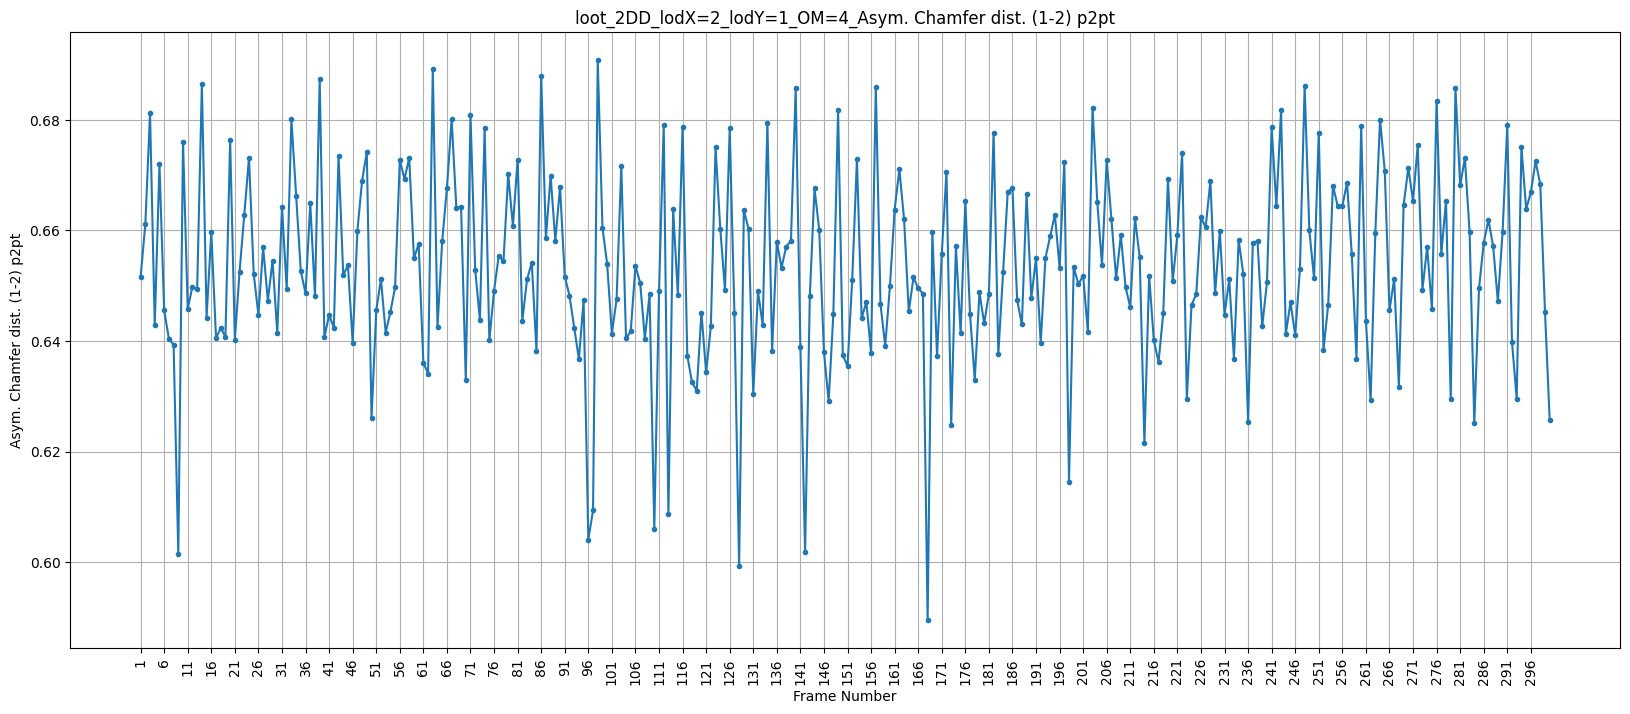 loot_2DD_lodX=2_lodY=1_OM=4_Asym. Chamfer dist. (1-2) p2pt
Asym. Chamfer dist. (1-2) p2pt
0.68
0.66
0.64
0.62
0.60
1 6 11 16 21 26 31 36 41 46 51 56 61 66 71 76 81 86 91 96 101 106 111 116 121 126 131 136 141 146 151 156 161 166 171 176 181 186 191 196 201 206 211 216 221 226 231 236 241 246 251 256 261 266 271 276 281 286 291 296
Frame Number